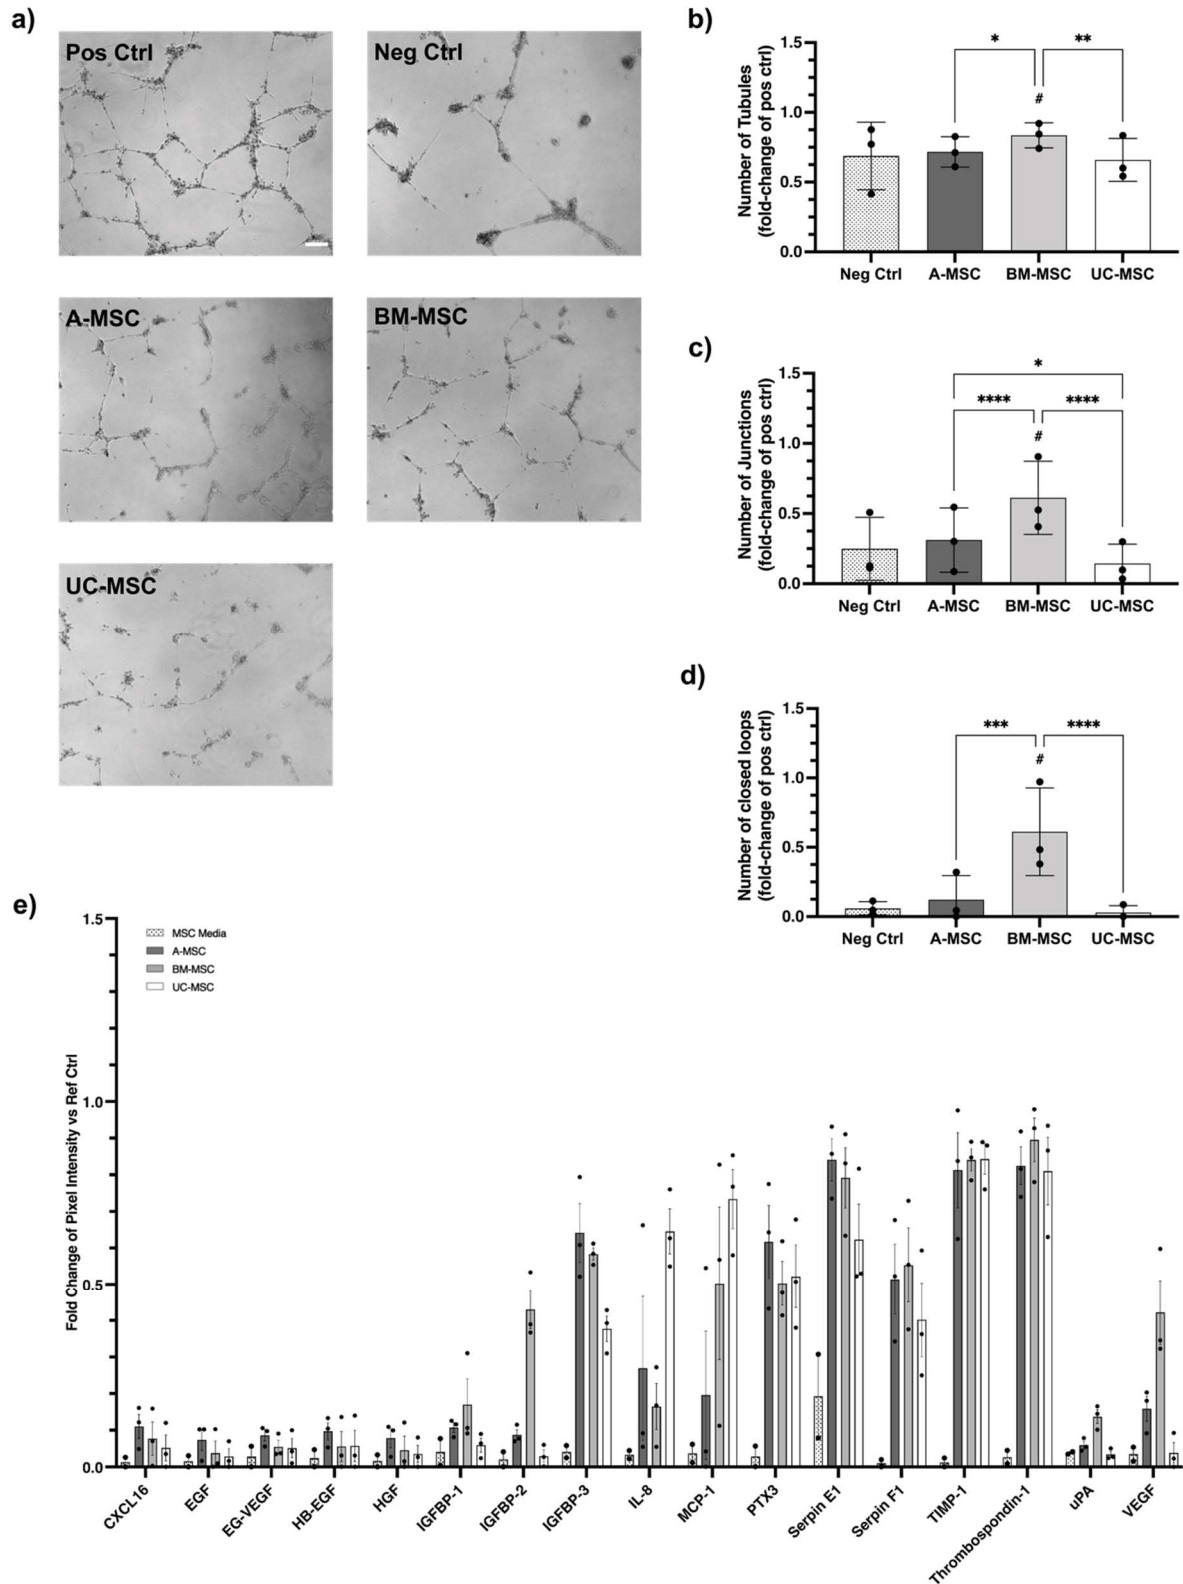 a)
Pos Ctrl
Neg Ctrl
A-MSC
BM-MSC
UC-MSC
b)
Number of Tubules
(fold-change of pos ctrl)
1.5
1.0
0.5
0.0
*
**
#
Neg Ctrl A-MSC BM-MSC UC-MSC
c)
Number of Junctions
(fold-change of pos ctrl)
1.5
1.0
0.5
0.0
*
****
****
#
Neg Ctrl A-MSC BM-MSC UC-MSC
d)
Number of closed loops
(fold-change of pos ctrl)
1.5
1.0
0.5
0.0
***
****
#
Neg Ctrl A-MSC BM-MSC UC-MSC
e)
Fold Change of Pixel Intensity vs Ref Ctrl
1.5
1.0
0.5
0.0
MSC Media
A-MSC
BM-MSC
UC-MSC
CXCL16
EGF
EG-VEGF
HB-EGF
HGF
IGFBP-1
IGFBP-2
IGFBP-3
IL-8
MCP-1
PTX3
Serpin E1
Serpin F1
TIMP-1
Thrombospondin-1
uPA
VEGF